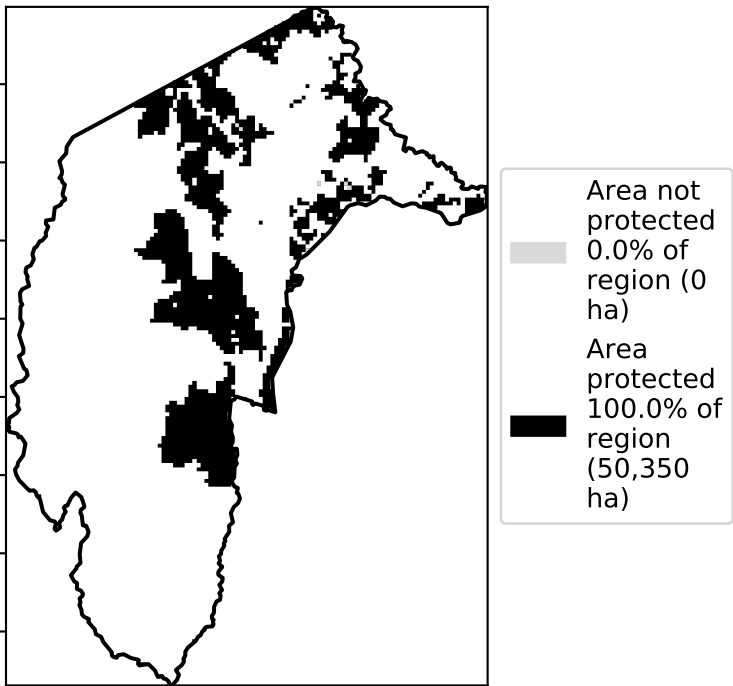 Area not
protected
0.0% of
region (0
ha)
Area
protected
100.0% of
region
(50,350
ha)